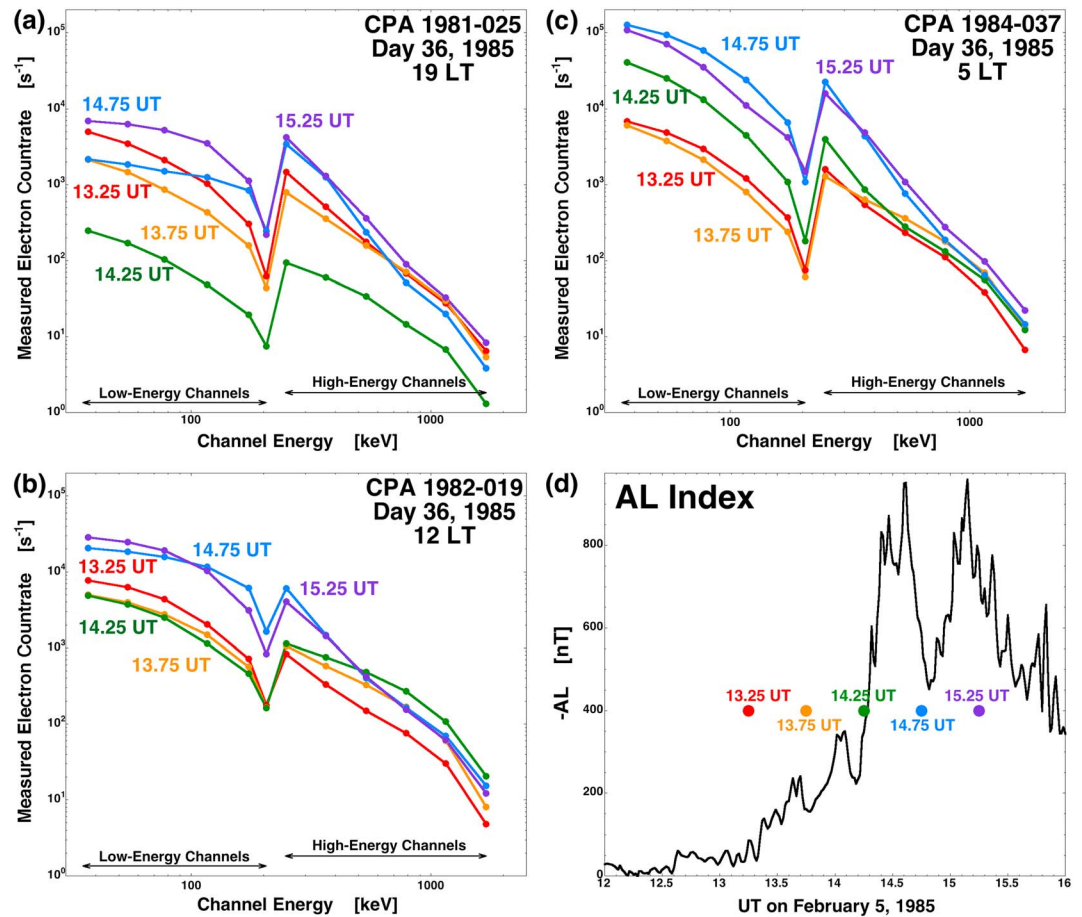 (a)
CPA 1981-025
Day 36, 1985
19 LT
Measured Electron Countrate [s⁻¹]
10⁵
10⁴
10³
10²
10¹
10⁰
14.75 UT
15.25 UT
13.25 UT
13.75 UT
14.25 UT
Low-Energy Channels
High-Energy Channels
100
1000
Channel Energy [keV]
(c)
CPA 1984-037
Day 36, 1985
5 LT
Measured Electron Countrate [s⁻¹]
10⁵
10⁴
10³
10²
10¹
10⁰
14.75 UT
15.25 UT
14.25 UT
13.25 UT
13.75 UT
Low-Energy Channels
High-Energy Channels
100
1000
Channel Energy [keV]
(b)
CPA 1982-019
Day 36, 1985
12 LT
Measured Electron Countrate [s⁻¹]
10⁵
10⁴
10³
10²
10¹
10⁰
14.75 UT
13.25 UT
15.25 UT
14.25 UT
13.75 UT
Low-Energy Channels
High-Energy Channels
100
1000
Channel Energy [keV]
(d)
AL Index
-AL [nT]
800
600
400
200
0
13.25 UT
14.25 UT
15.25 UT
13.75 UT
14.75 UT
12
12.5
13
13.5
14
14.5
15
15.5
16
UT on February 5, 1985